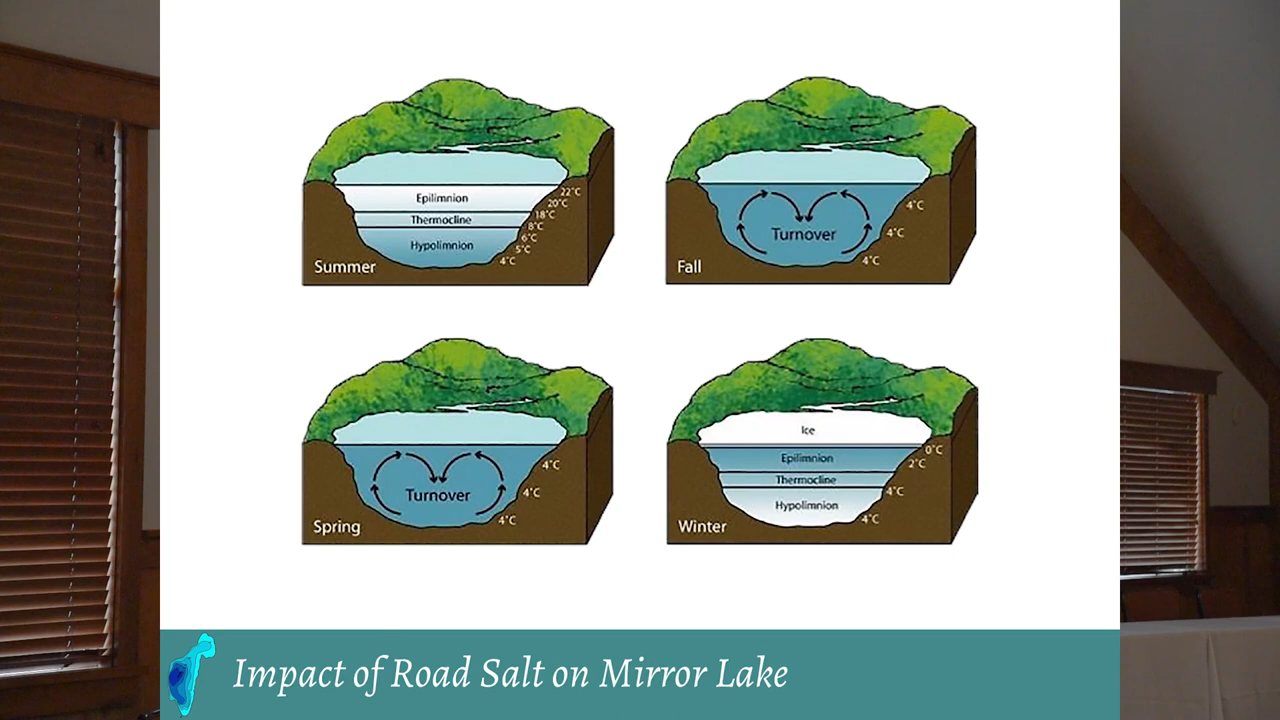 Epilimnion
Thermocline
Hypolimnion
22°C
20°C
18°C
8°C
6°C
5°C
4°C
Summer
Turnover
4°C
4°C
4°C
Fall
Turnover
4°C
4°C
4°C
Spring
Ice
Epilimnion
Thermocline
Hypolimnion
0°C
2°C
4°C
4°C
Winter
Impact of Road Salt on Mirror Lake